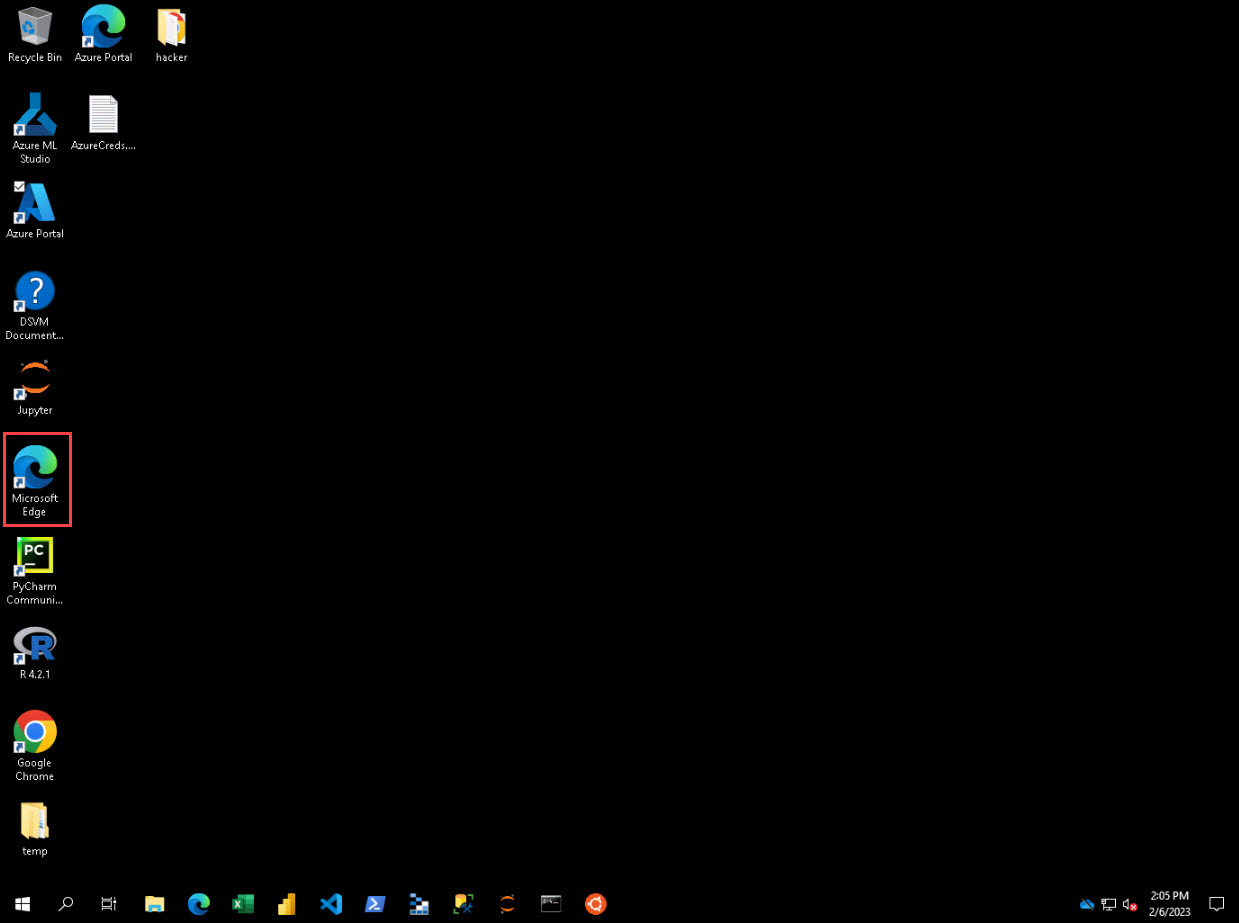 Recycle Bin
Azure Portal
hacker
Azure ML
Studio
AzureCreds....
Azure Portal
?
DSVM
Document...
Jupyter
Microsoft
Edge
PC
PyCharm
Communi...
R
R 4.2.1
Google
Chrome
temp
2:05 PM
2/6/2023